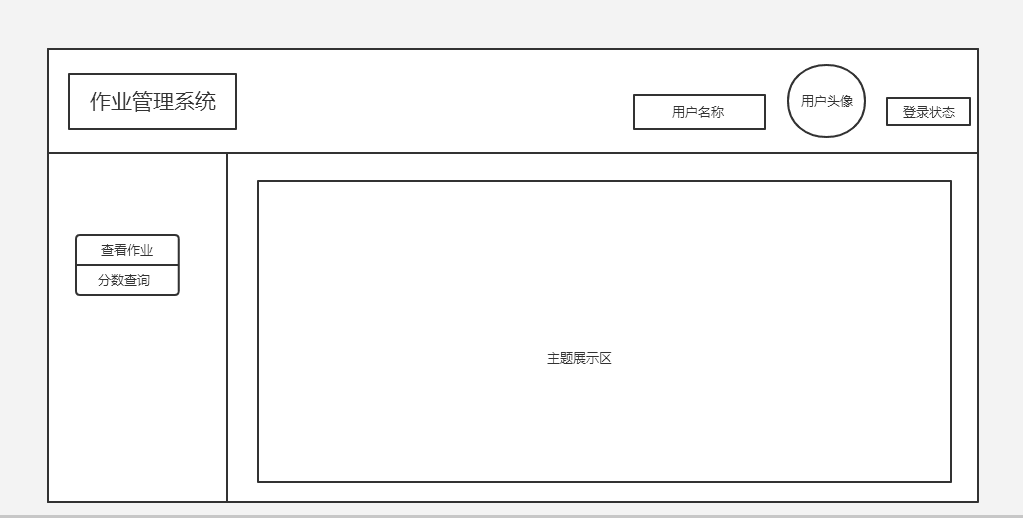 作业管理系统
用户名称
用户头像
登录状态
查看作业
分数查询
主题展示区